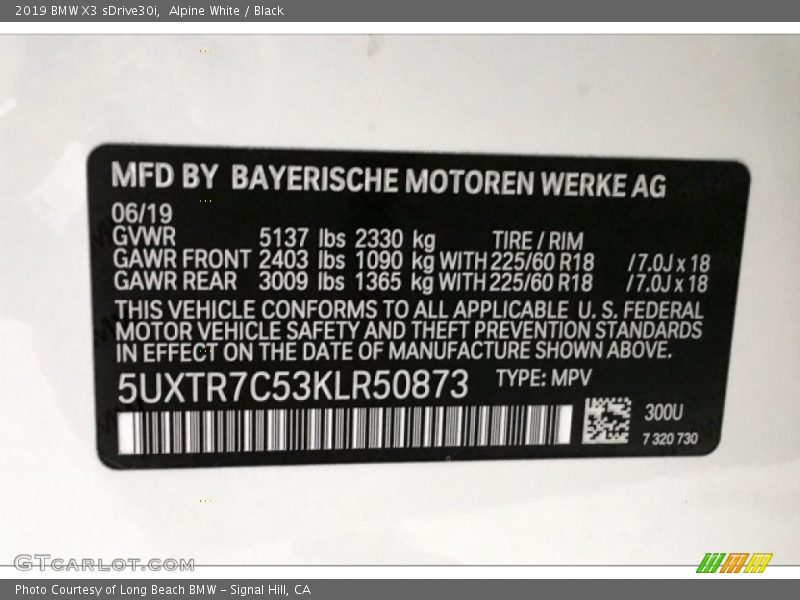 2019 BMW X3 sDrive30i,  Alpine White / Black
MFD BY BAYERISCHE MOTOREN WERKE AG
06/19
GVWR 5137 lbs 2330 kg TIRE / RIM
GAWR FRONT 2403 lbs 1090 kg WITH 225/60 R18 /7.0J x 18
GAWR REAR 3009 lbs 1365 kg WITH 225/60 R18 /7.0J x 18
THIS VEHICLE CONFORMS TO ALL APPLICABLE U. S. FEDERAL
MOTOR VEHICLE SAFETY AND THEFT PREVENTION STANDARDS
IN EFFECT ON THE DATE OF MANUFACTURE SHOWN ABOVE.
5UXTR7C53KLR50873 TYPE: MPV
300U
7 320 730
GTCARLOT.COM
Photo Courtesy of Long Beach BMW - Signal Hill, CA